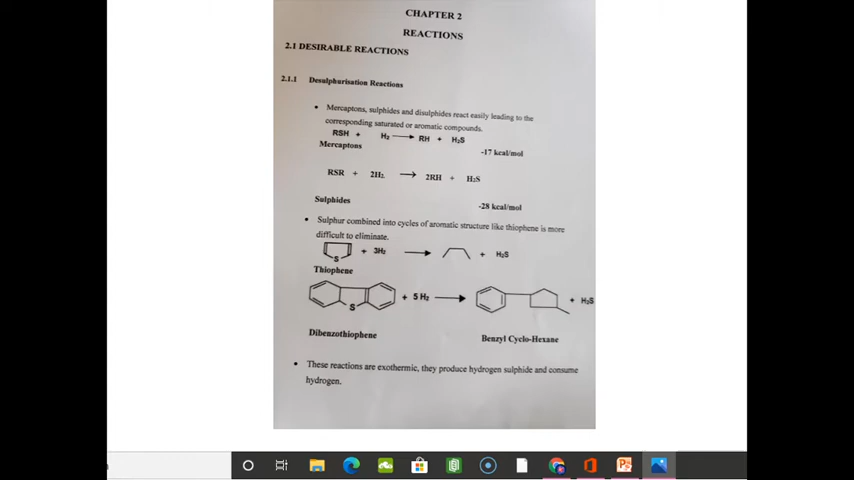 CHAPTER 2
REACTIONS
2.1 DESIRABLE REACTIONS
2.1.1 Desulphurisation Reactions
• Mercaptons, sulphides and disulphides react easily leading to the
corresponding saturated or aromatic compounds.
RSH + H₂ ⟶ RH + H₂S
Mercaptons -17 kcal/mol
RSR + 2H₂ ⟶ 2RH + H₂S
Sulphides -28 kcal/mol
• Sulphur combined into cycles of aromatic structure like thiophene is more
difficult to eliminate.
S + 3H₂ ⟶ + H₂S
Thiophene
S + 5 H₂ ⟶ + H₂S
Dibenzothiophene Benzyl Cyclo-Hexane
• These reactions are exothermic, they produce hydrogen sulphide and consume
hydrogen.